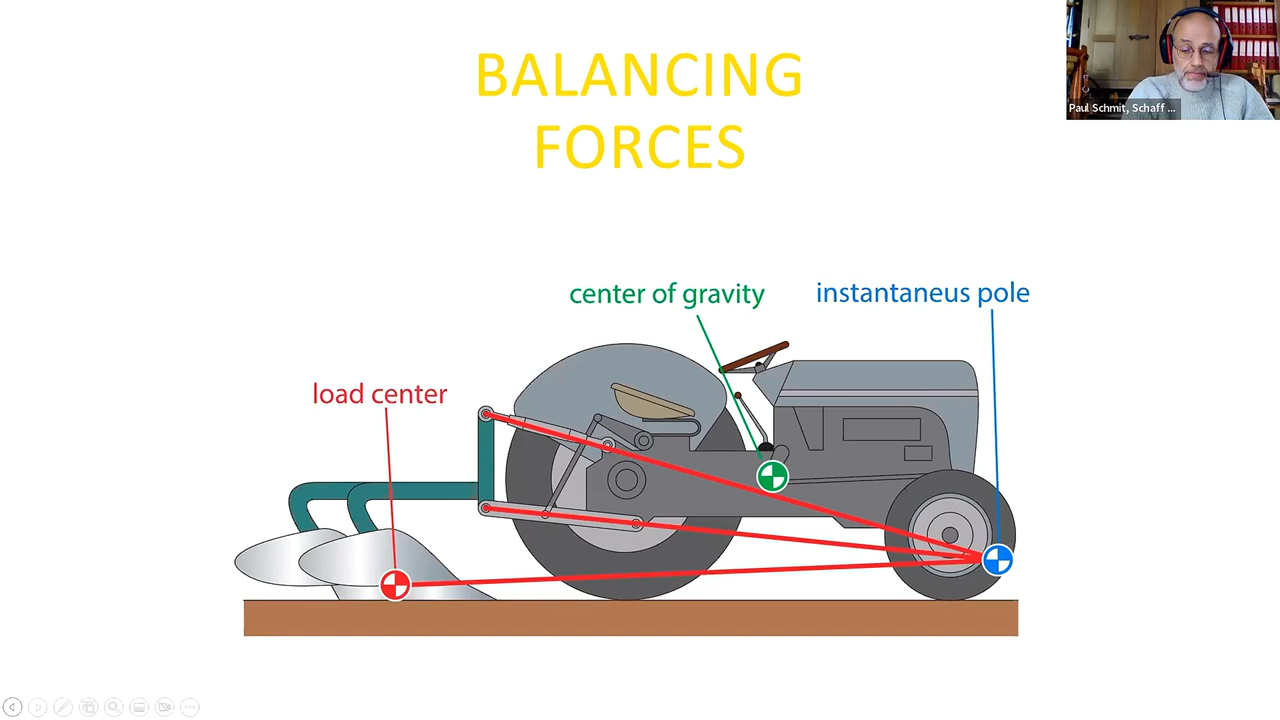 BALANCING
FORCES
Paul Schmit, Schaff ...
center of gravity
instantaneus pole
load center